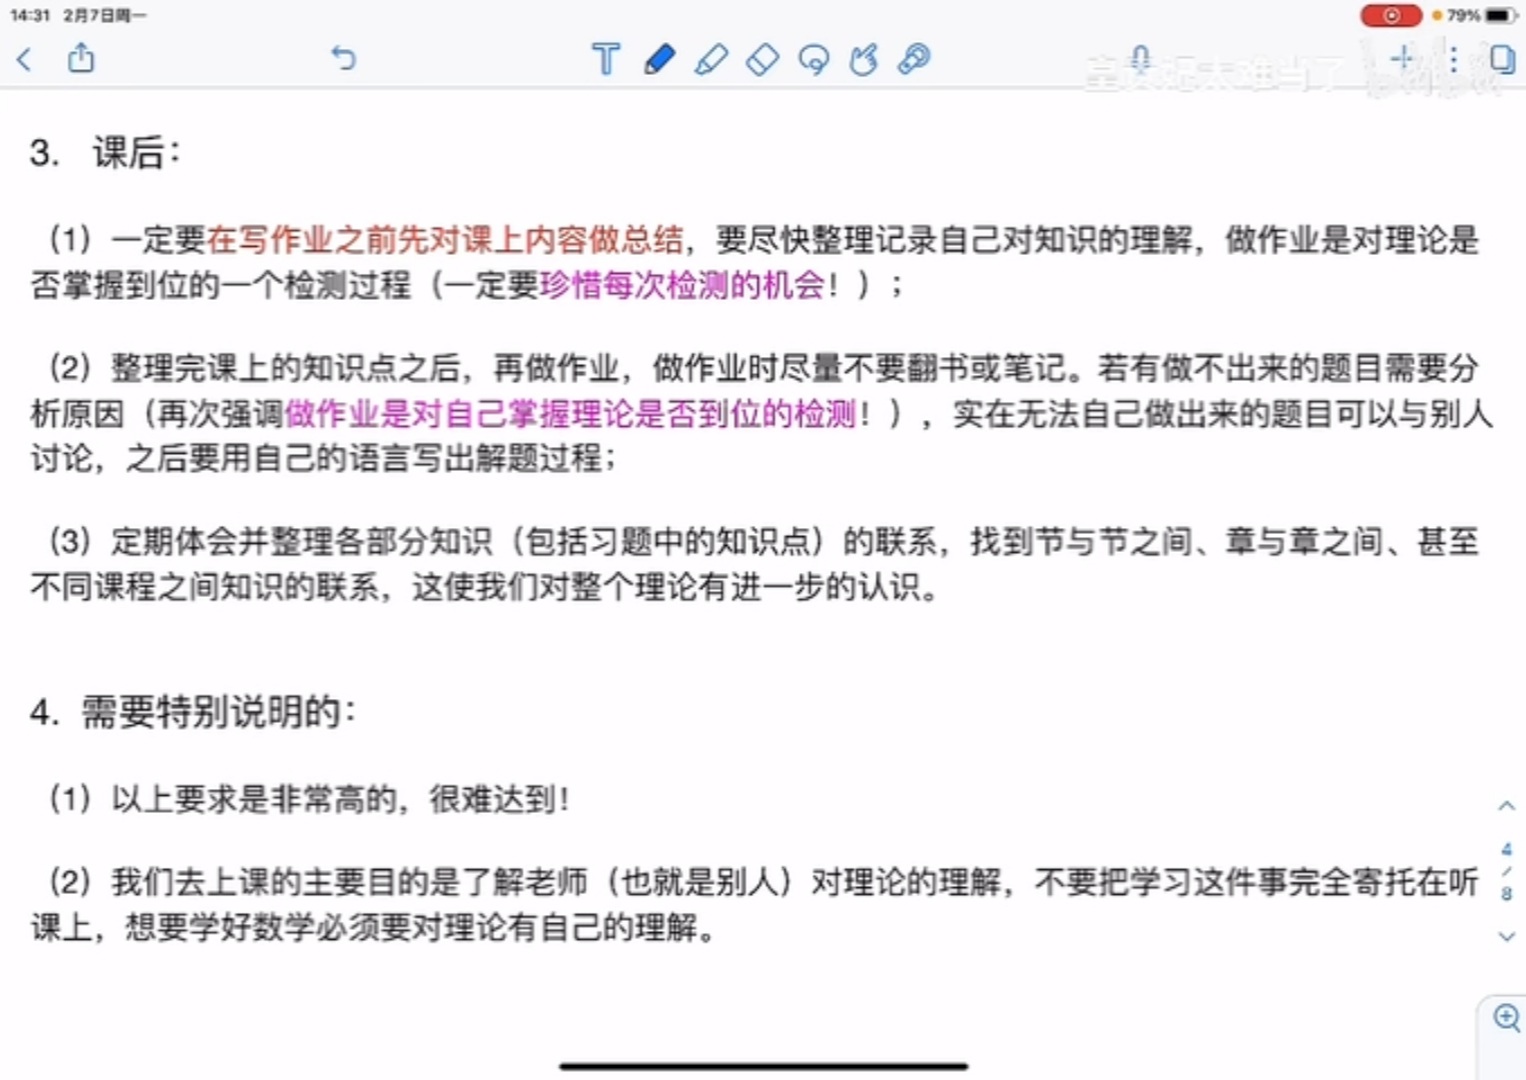 14:31 2月7日周一
79%
3. 课后：
（1）一定要在写作业之前先对课上内容做总结，要尽快整理记录自己对知识的理解，做作业是对理论是
否掌握到位的一个检测过程（一定要珍惜每次检测的机会！）；
（2）整理完课上的知识点之后，再做作业，做作业时尽量不要翻书或笔记。若有做不出来的题目需要分
析原因（再次强调做作业是对自己掌握理论是否到位的检测！），实在无法自己做出来的题目可以与别人
讨论，之后要用自己的语言写出解题过程；
（3）定期体会并整理各部分知识（包括习题中的知识点）的联系，找到节与节之间、章与章之间、甚至
不同课程之间知识的联系，这使我们对整个理论有进一步的认识。
4. 需要特别说明的：
（1）以上要求是非常高的，很难达到！
（2）我们去上课的主要目的是了解老师（也就是别人）对理论的理解，不要把学习这件事完全寄托在听
课上，想要学好数学必须要对理论有自己的理解。
4
/
8